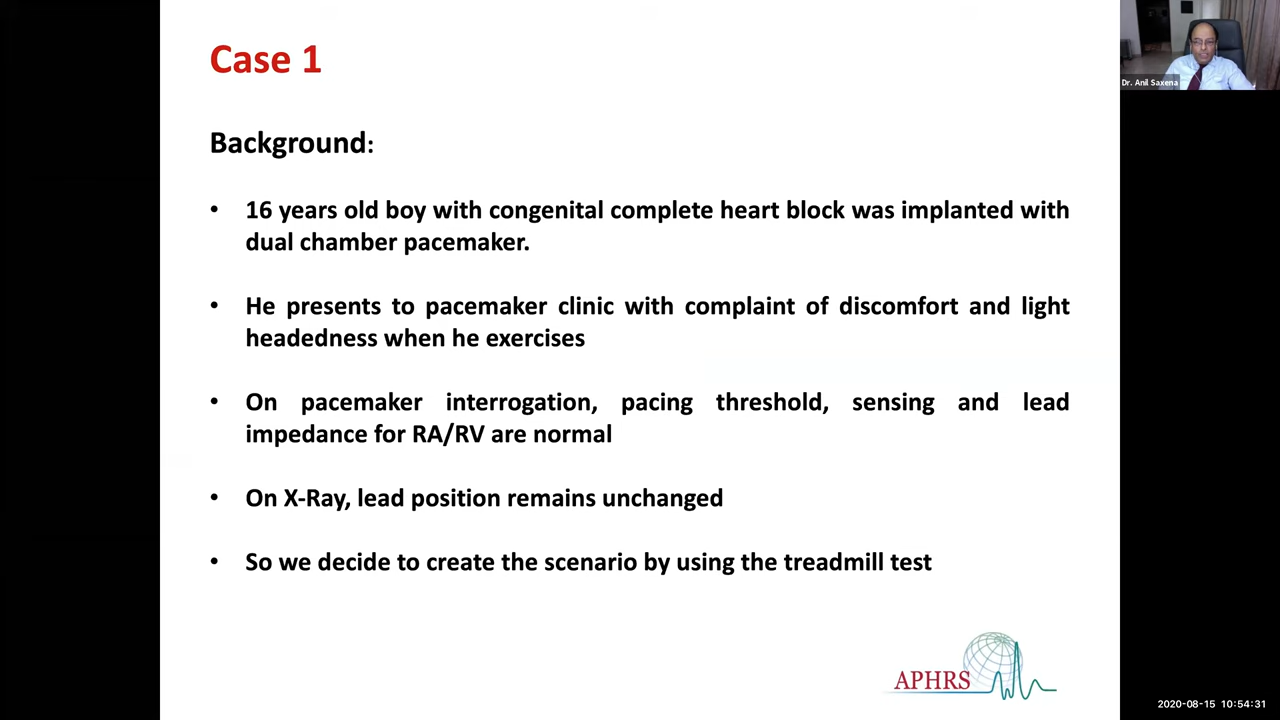 Case 1
Dr. Anil Saxena
Background:
• 16 years old boy with congenital complete heart block was implanted with
dual chamber pacemaker.
• He presents to pacemaker clinic with complaint of discomfort and light
headedness when he exercises
• On pacemaker interrogation, pacing threshold, sensing and lead
impedance for RA/RV are normal
• On X-Ray, lead position remains unchanged
• So we decide to create the scenario by using the treadmill test
APHRS
2020-08-15 10:54:31